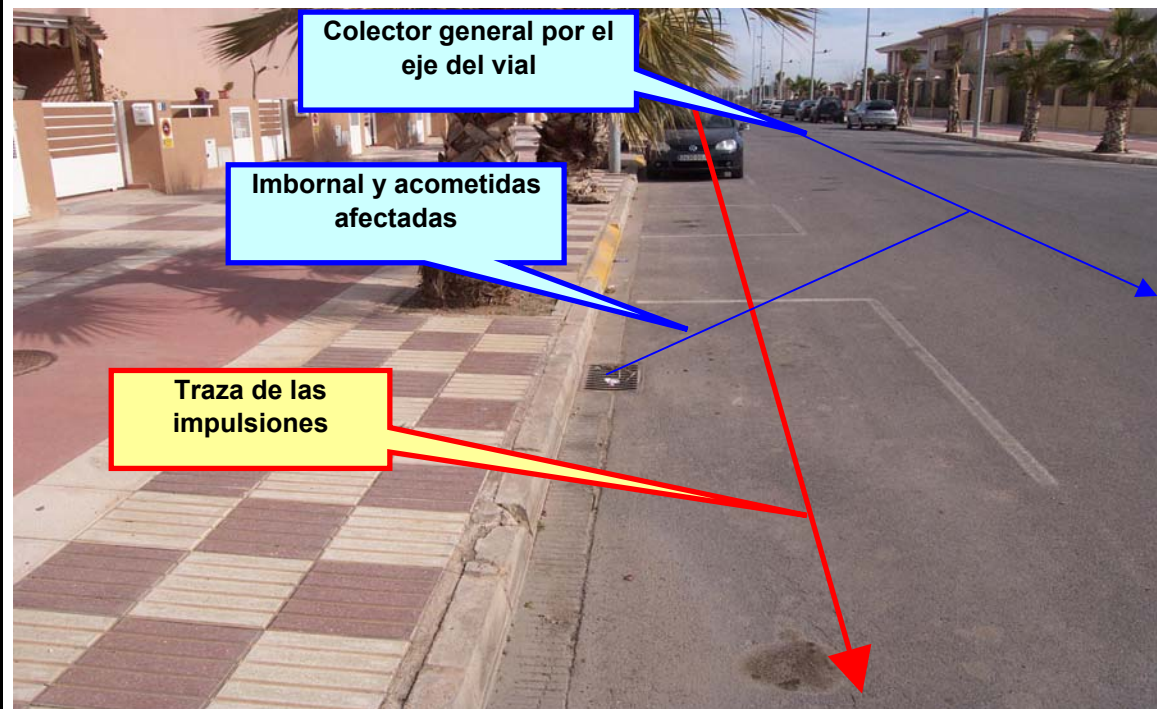 Colector general por el
eje del vial
Imbornal y acometidas
afectadas
Traza de las
impulsiones